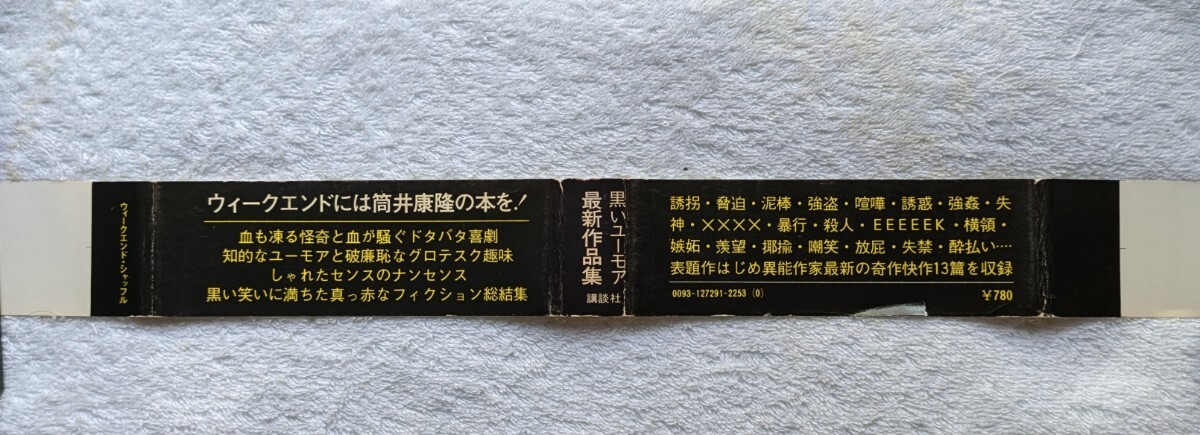 ウィークエンド・シャッフル
ウィークエンドには筒井康隆の本を!
血も凍る怪奇と血が騒ぐドタバタ喜劇
知的なユーモアと破廉恥なグロテスク趣味
しゃれたセンスのナンセンス
黒い笑いに満ちた真っ赤なフィクション総結集
黒いユーモア
最新作品集
講談社
誘拐・脅迫・泥棒・強盗・喧嘩・誘惑・強姦・失
神・××××・暴行・殺人・EEEEEK・横領・
嫉妬・羨望・揶揄・嘲笑・放屁・失禁・酔払い‥‥
表題作はじめ異能作家最新の奇作快作13篇を収録
0093-127291-2253 (0)
¥780